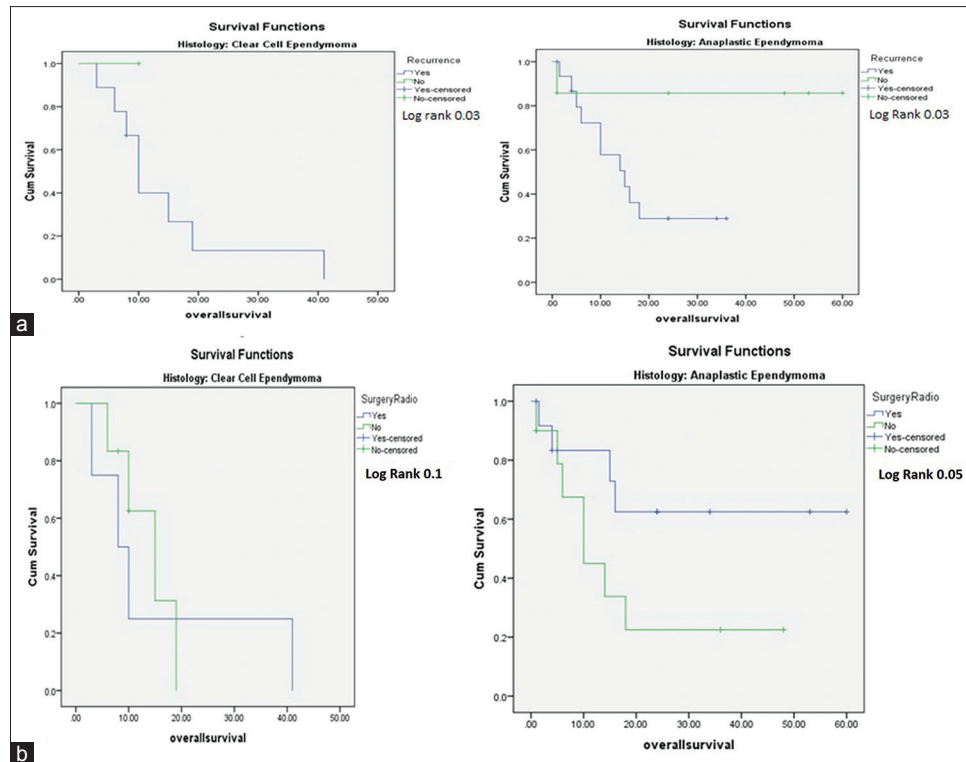 Survival Functions
Histology: Clear Cell Ependymoma
Recurrence
Yes
No
Yes-censored
No-censored
Log rank 0.03
Cum Survival
1.0
0.8
0.6
0.4
0.2
0.0
.00 10.00 20.00 30.00 40.00 50.00
overallsurvival
Survival Functions
Histology: Anaplastic Ependymoma
Recurrence
Yes
No
Yes-censored
No-censored
Log Rank 0.03
Cum Survival
1.0
0.8
0.6
0.4
0.2
0.0
.00 10.00 20.00 30.00 40.00 50.00 60.00
overallsurvival
a
Survival Functions
Histology: Clear Cell Ependymoma
SurgeryRadio
Yes
No
Yes-censored
No-censored
Log Rank 0.1
Cum Survival
1.0
0.8
0.6
0.4
0.2
0.0
.00 10.00 20.00 30.00 40.00 50.00
overallsurvival
Survival Functions
Histology: Anaplastic Ependymoma
SurgeryRadio
Yes
No
Yes-censored
No-censored
Log Rank 0.05
Cum Survival
1.0
0.8
0.6
0.4
0.2
0.0
.00 10.00 20.00 30.00 40.00 50.00 60.00
overallsurvival
b